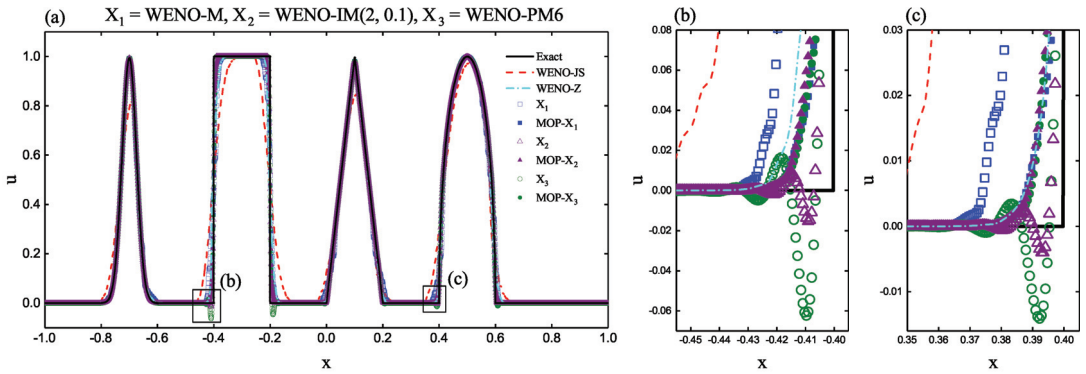 X₁ = WENO-M, X₂ = WENO-IM(2, 0.1), X₃ = WENO-PM6
(a)
u
1.0
0.8
0.6
0.4
0.2
0.0
-1.0 -0.8 -0.6 -0.4 -0.2 0.0 0.2 0.4 0.6 0.8 1.0
x
(b)
(c)
Exact
WENO-JS
WENO-Z
X₁
MOP-X₁
X₂
MOP-X₂
X₃
MOP-X₃
(b)
u
0.08
0.06
0.04
0.02
0.00
-0.02
-0.04
-0.06
-0.45 -0.44 -0.43 -0.42 -0.41 -0.40
x
(c)
u
0.03
0.02
0.01
0.00
-0.01
0.35 0.36 0.37 0.38 0.39 0.40
x